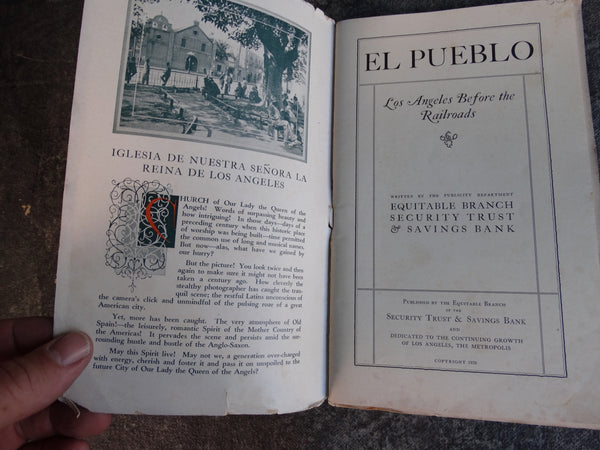 IGLESIA DE NUESTRA SEÑORA LA
REINA DE LOS ANGELES
CHURCH of Our Lady the Queen of the
Angels! Words of surpassing beauty and
how intriguing! In those days—days of a
preceding century when this historic place
of worship was being built—time permitted
the common use of long and musical names.
But now—alas, what have we gained by
our hurry?
But the picture! You look twice and then
again to make sure it might not have been
taken a century ago. How cleverly the
stealthy photographer has caught the tran-
quil scene; the restful Latins unconscious of
the camera's click and unmindful of the pulsing roar of a great
American city.
Yet, more has been caught. The very atmosphere of Old
Spain!—the leisurely, romantic Spirit of the Mother Country of
the Americas! It pervades the scene and persists amid the sur-
rounding hustle and bustle of the Anglo-Saxon.
May this Spirit live! May not we, a generation over-charged
with energy, cherish and foster it and pass it on unspoiled to the
future City of Our Lady the Queen of the Angels?
EL PUEBLO
Los Angeles Before the
Railroads
WRITTEN BY THE PUBLICITY DEPARTMENT
EQUITABLE BRANCH
SECURITY TRUST
& SAVINGS BANK
PUBLISHED BY THE EQUITABLE BRANCH
OF THE
SECURITY TRUST & SAVINGS BANK
AND
DEDICATED TO THE CONTINUING GROWTH
OF LOS ANGELES, THE METROPOLIS
COPYRIGHT 1928